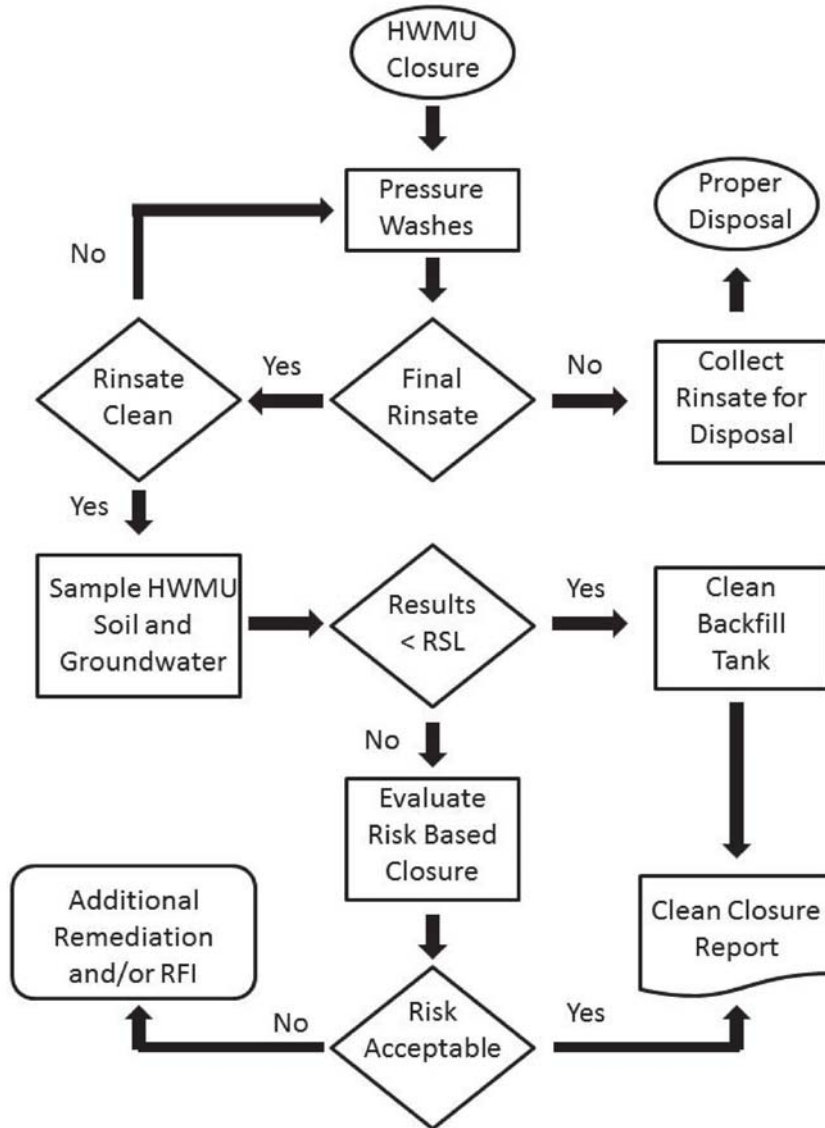 HWMU
Closure
Pressure
Washes
Proper
Disposal
No
Rinsate
Clean
Yes
Final
Rinsate
No
Collect
Rinsate for
Disposal
Yes
Sample HWMU
Soil and
Groundwater
Results
< RSL
Yes
Clean
Backfill
Tank
No
Evaluate
Risk Based
Closure
Additional
Remediation
and/or RFI
Clean Closure
Report
No
Risk
Acceptable
Yes